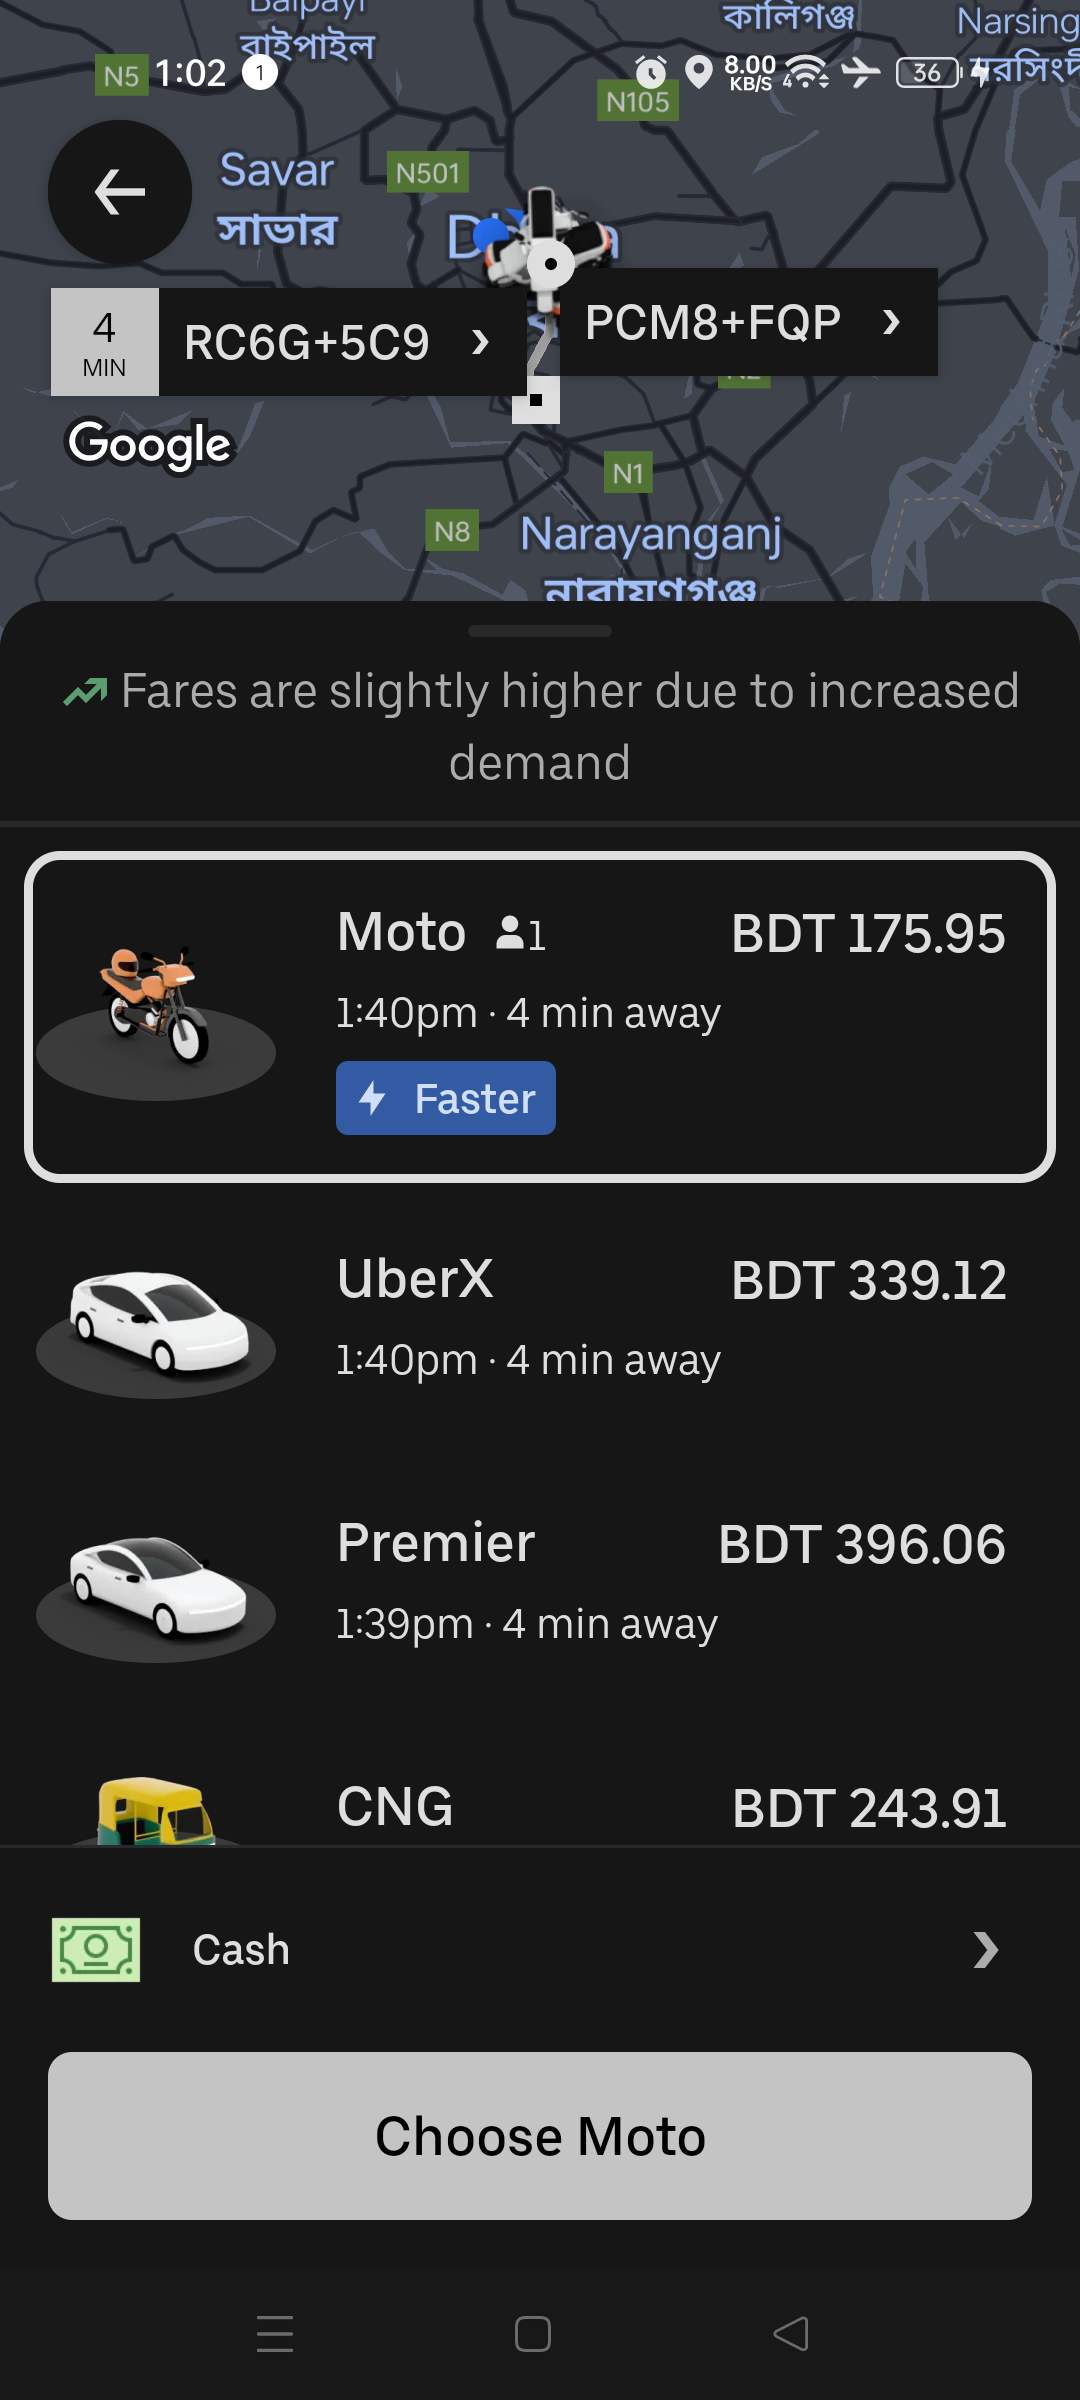 বাইপাইল
কালিগঞ্জ
Narsing
N5
1:02
1
8.00
KB/S
4
36
N105
Savar
সাভার
N501
4
MIN
RC6G+5C9
PCM8+FQP
Google
N1
N8
Narayanganj
নারায়ণগঞ্জ
Fares are slightly higher due to increased
demand
Moto 1
BDT 175.95
1:40pm · 4 min away
Faster
UberX
BDT 339.12
1:40pm · 4 min away
Premier
BDT 396.06
1:39pm · 4 min away
CNG
BDT 243.91
Cash
Choose Moto